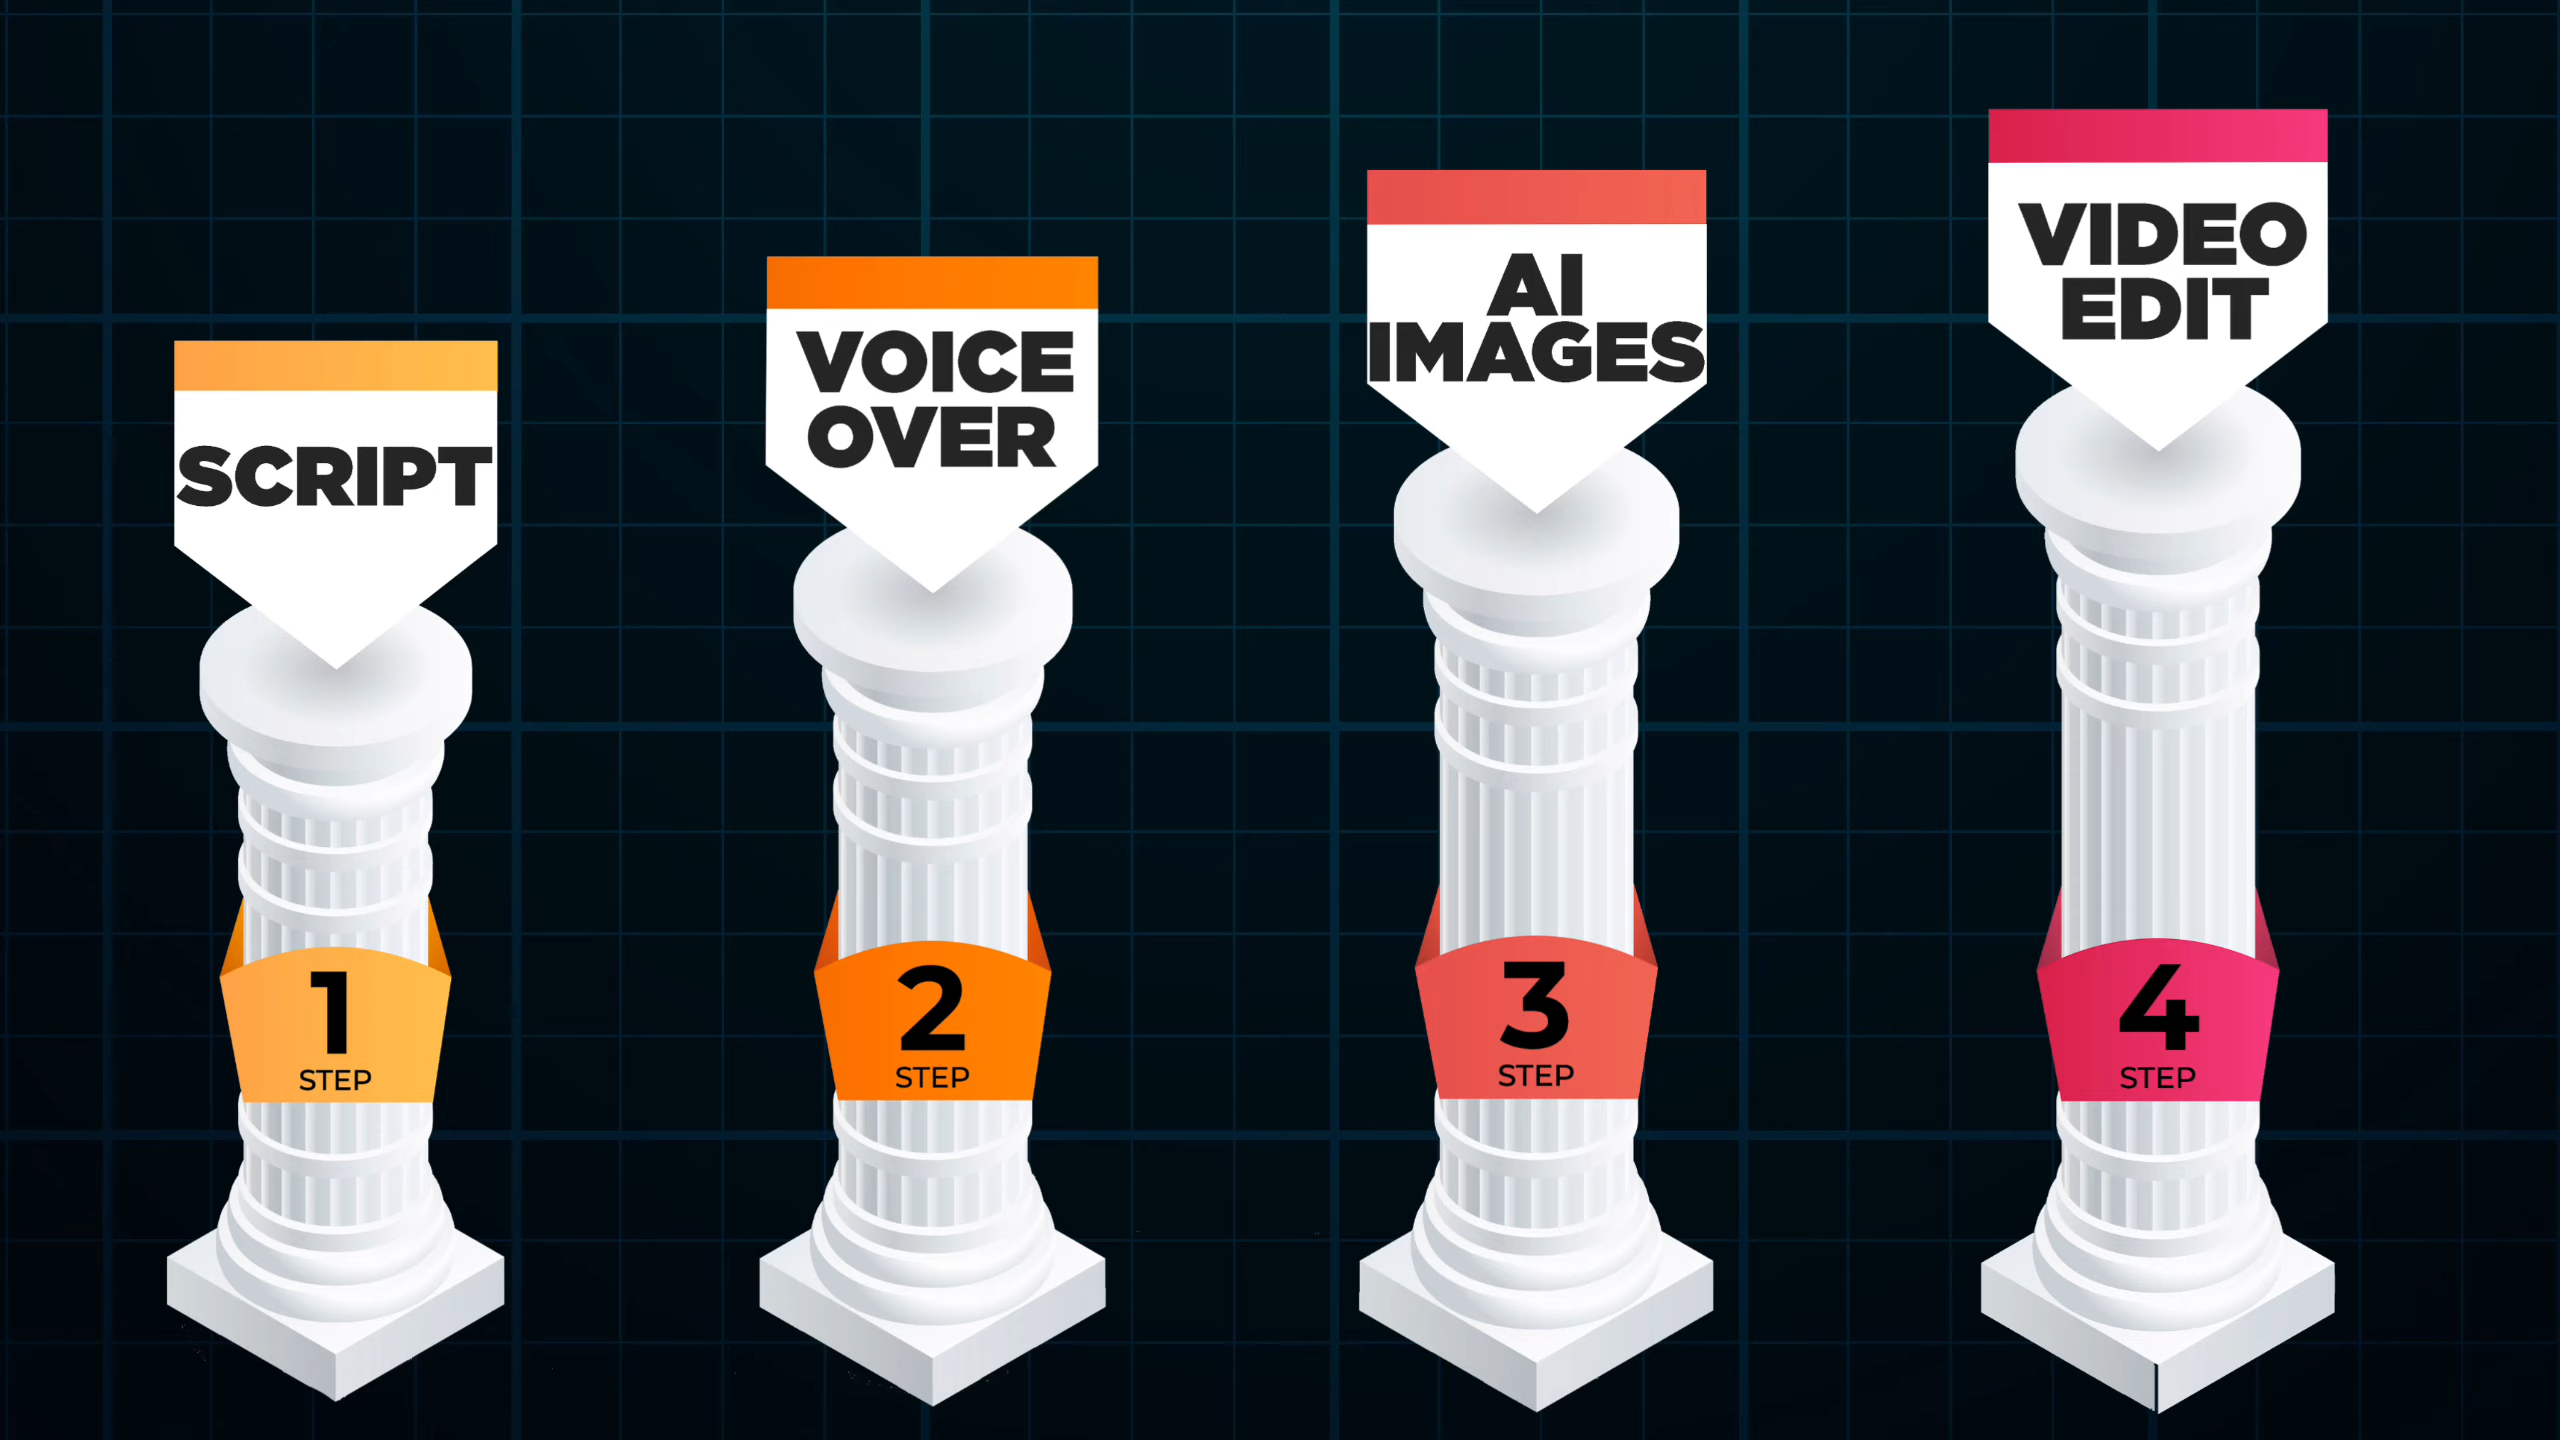 SCRIPT
1
STEP
VOICE
OVER
2
STEP
AI
IMAGES
3
STEP
VIDEO
EDIT
4
STEP